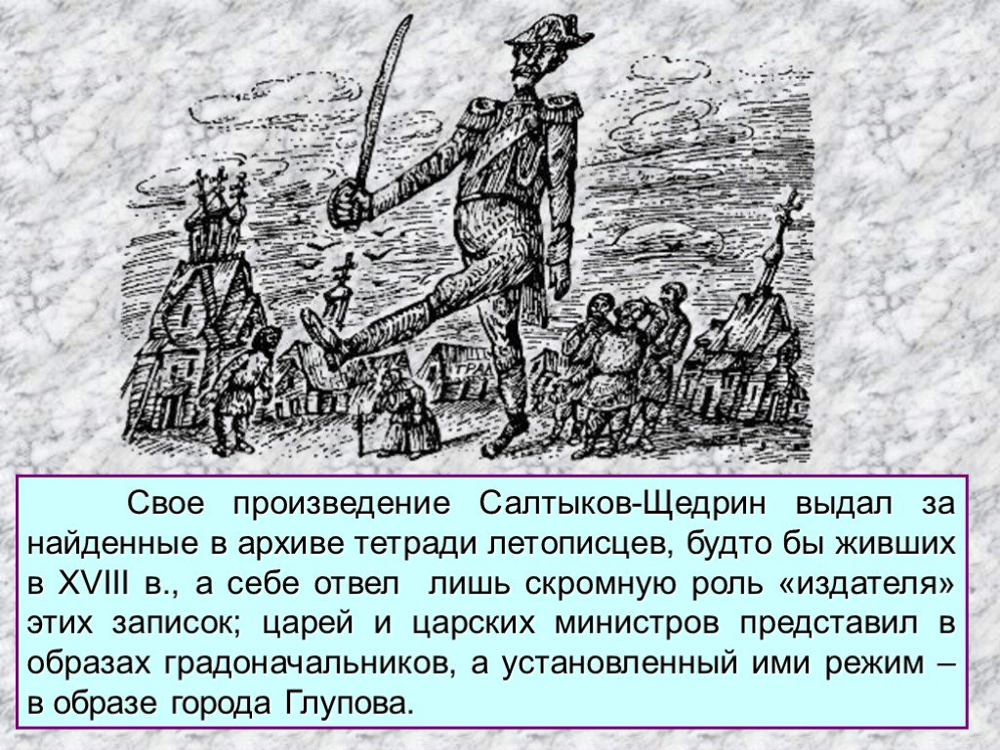 Свое произведение Салтыков-Щедрин выдал за
найденные в архиве тетради летописцев, будто бы живших
в XVIII в., а себе отвел лишь скромную роль «издателя»
этих записок; царей и царских министров представил в
образах градоначальников, а установленный ими режим –
в образе города Глупова.